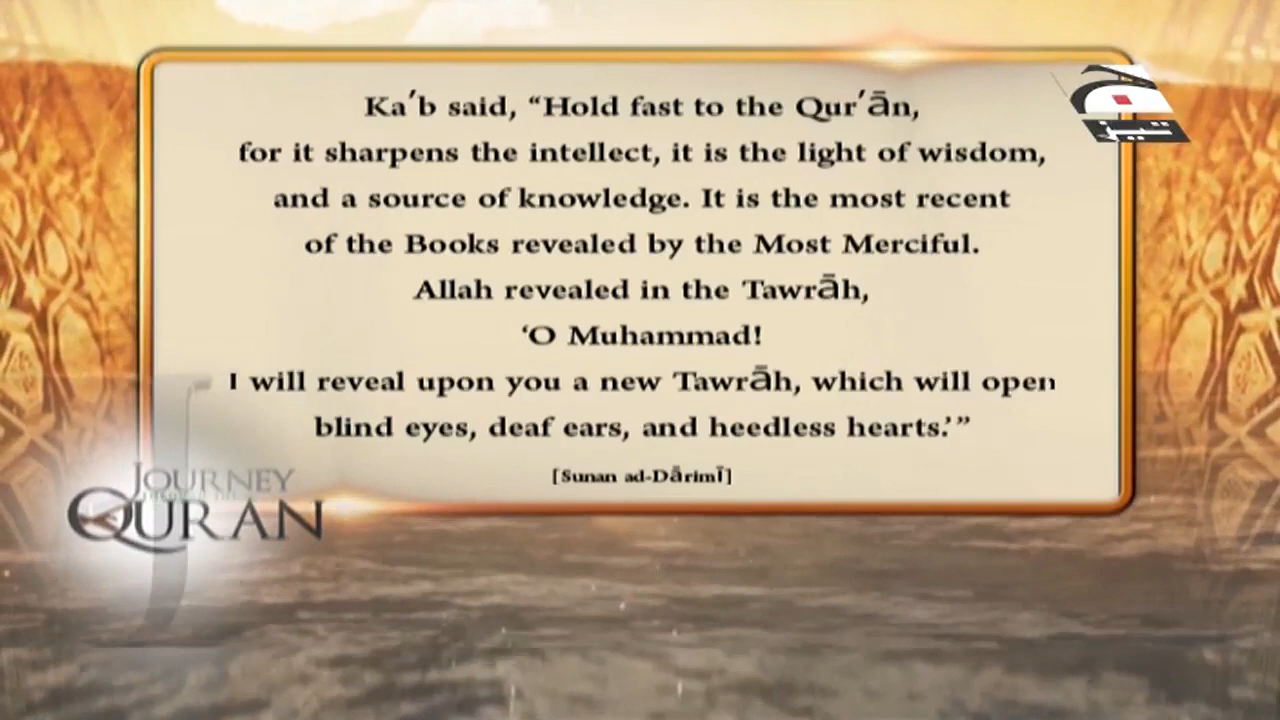 Ka′b said, “Hold fast to the Qur′ān,
for it sharpens the intellect, it is the light of wisdom,
and a source of knowledge. It is the most recent
of the Books revealed by the Most Merciful.
Allah revealed in the Tawrāh,
‘O Muhammad!
I will reveal upon you a new Tawrāh, which will open
blind eyes, deaf ears, and heedless hearts.’”
[Sunan ad-Dārimī]
JOURNEY
QURAN